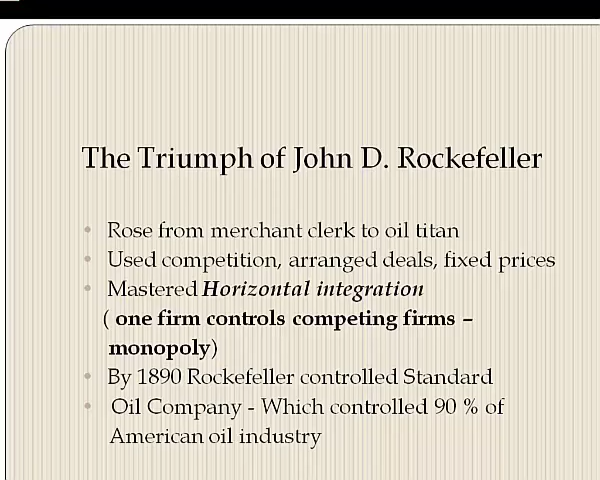 The Triumph of John D. Rockefeller
• Rose from merchant clerk to oil titan
• Used competition, arranged deals, fixed prices
• Mastered Horizontal integration
( one firm controls competing firms –
monopoly)
• By 1890 Rockefeller controlled Standard
• Oil Company - Which controlled 90 % of
American oil industry